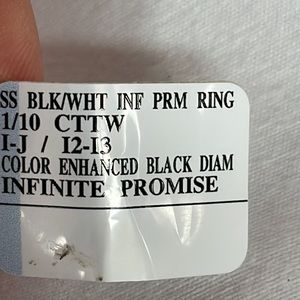 SS BLK/WHT INF PRM RING
1/10 CTTW
I-J / I2-I3
COLOR ENHANCED BLACK DIAM
INFINITE PROMISE